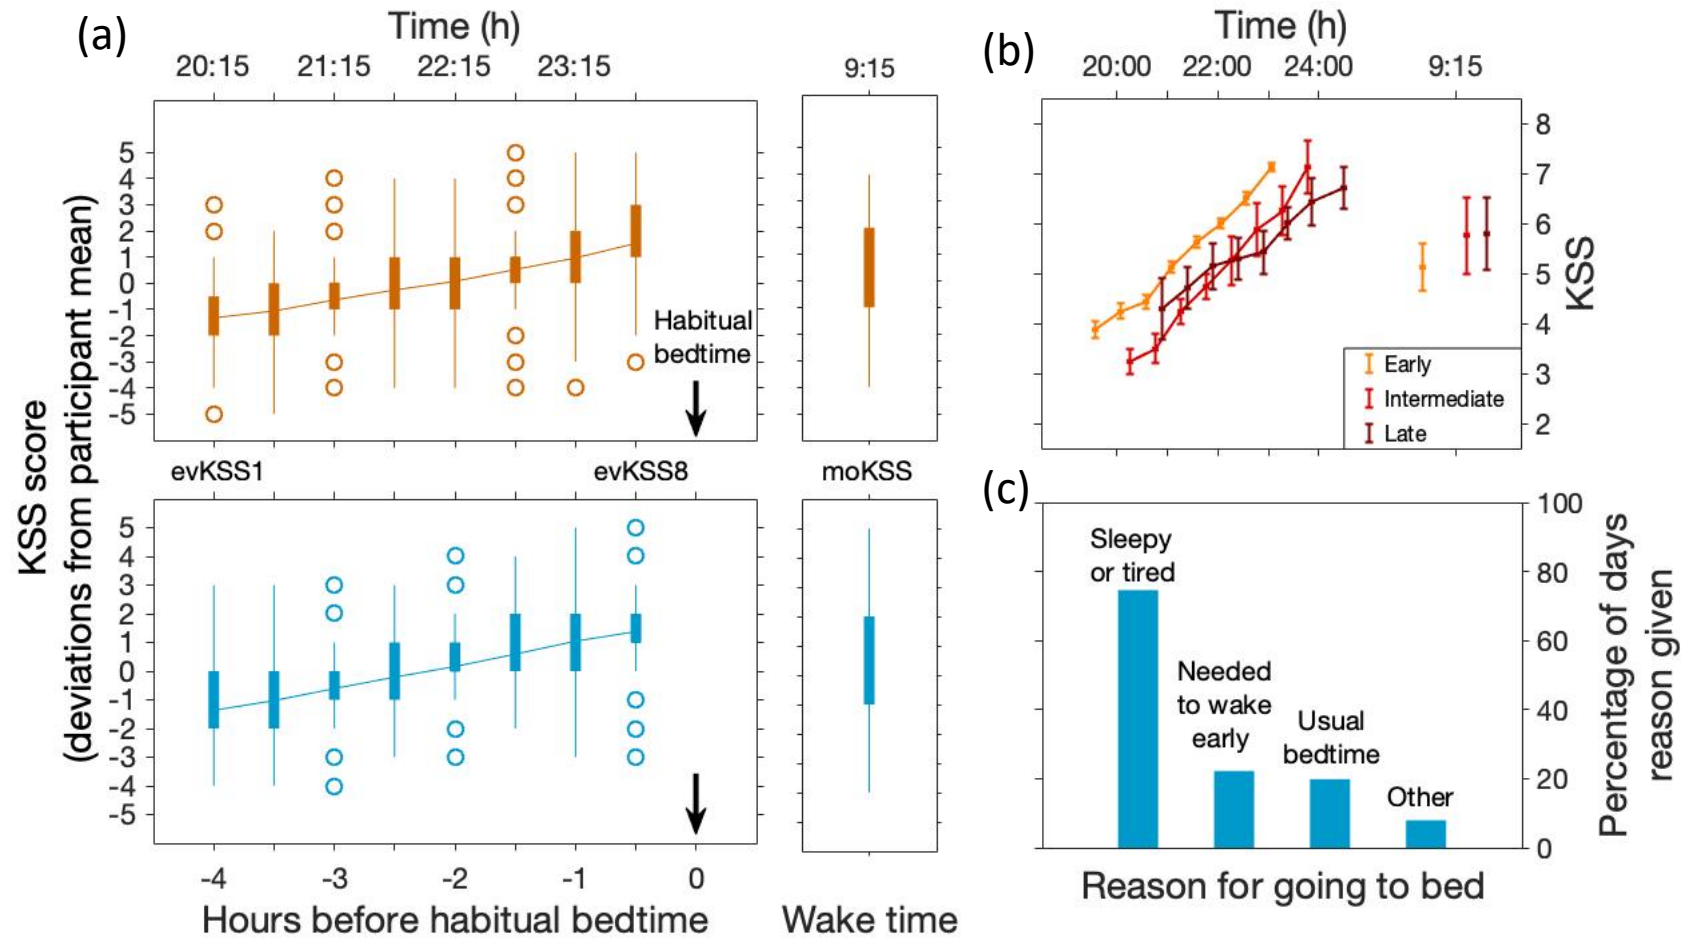 (a)
Time (h)
20:15 21:15 22:15 23:15
9:15
KSS score
(deviations from participant mean)
5
4
3
2
1
0
-1
-2
-3
-4
-5
Habitual
bedtime
evKSS1 evKSS8 moKSS
5
4
3
2
1
0
-1
-2
-3
-4
-5
-4 -3 -2 -1 0
Hours before habitual bedtime
Wake time
(b)
Time (h)
20:00 22:00 24:00 9:15
8
7
6
5
4
3
2
KSS
Early
Intermediate
Late
(c)
100
80
60
40
20
0
Percentage of days
reason given
Sleepy
or tired
Needed
to wake
early
Usual
bedtime
Other
Reason for going to bed